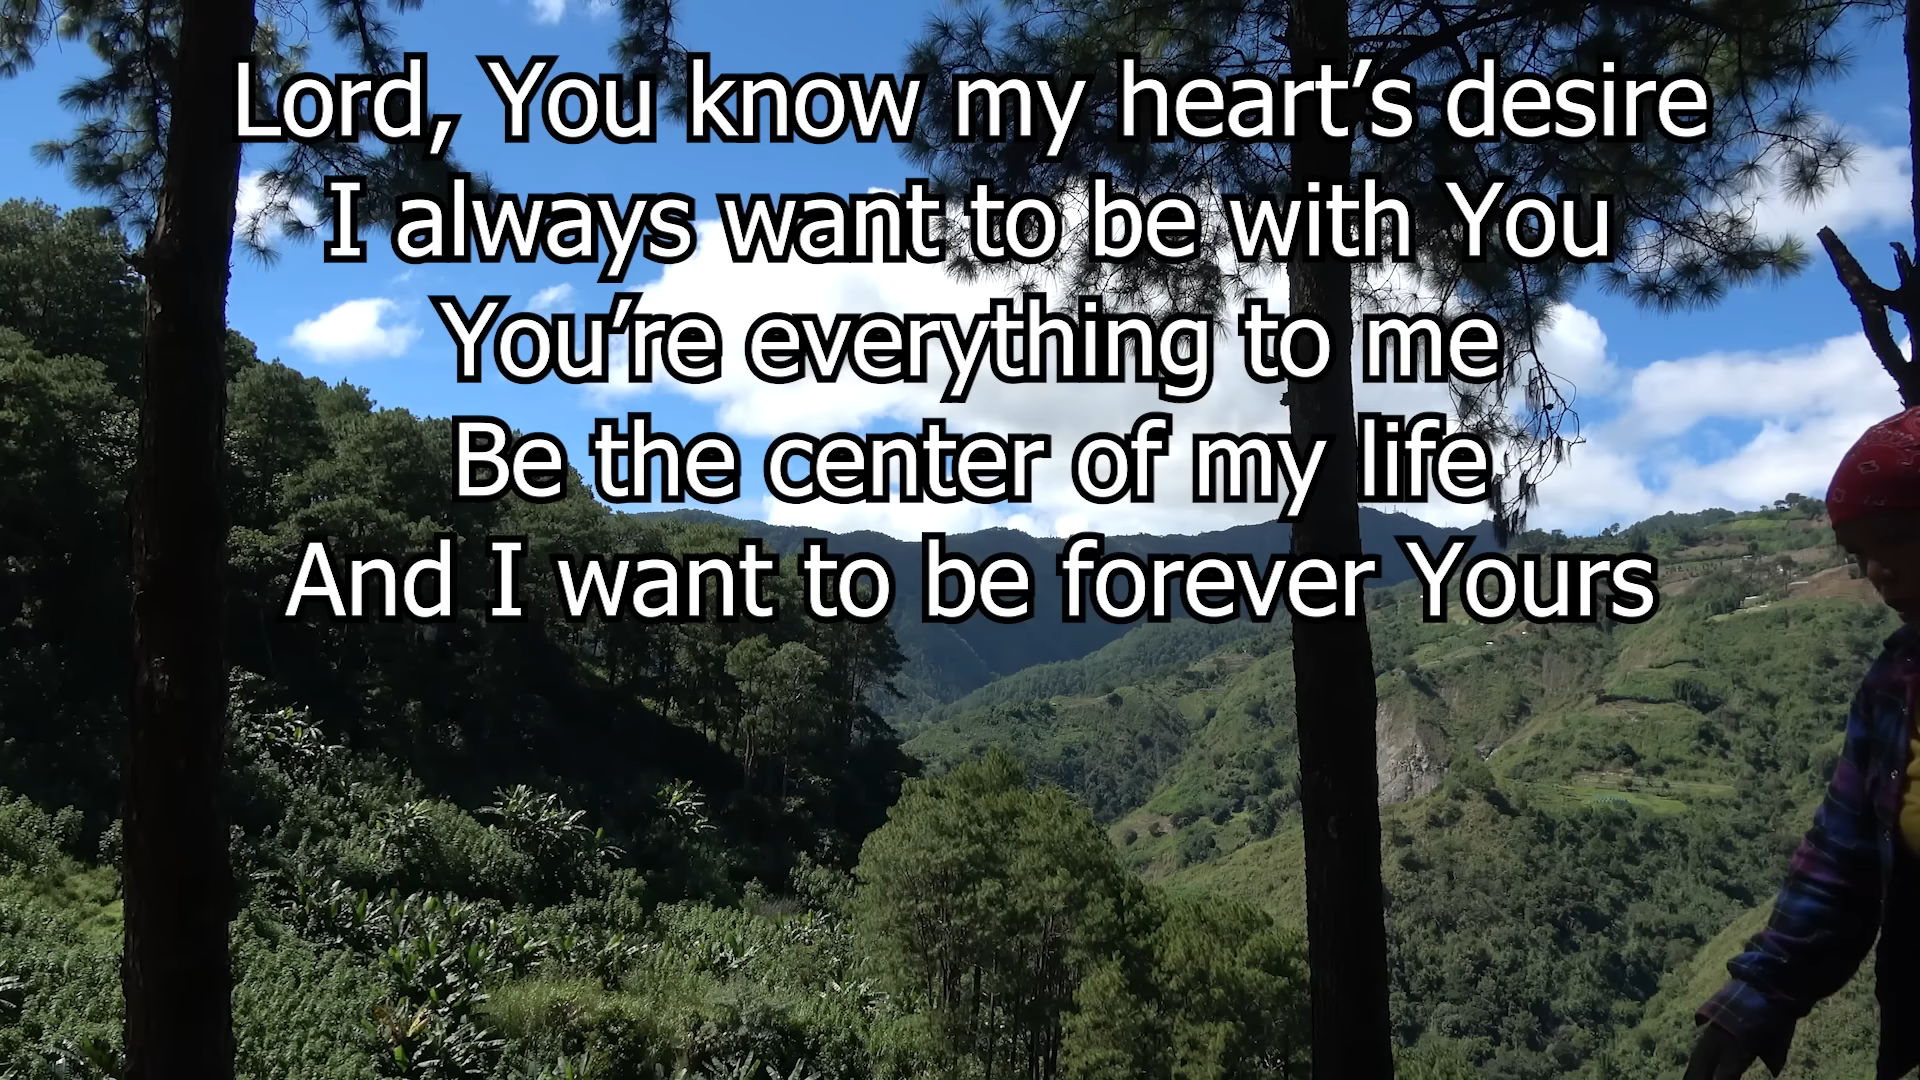 Lord, You know my heart’s desire
I always want to be with You
You’re everything to me
Be the center of my life
And I want to be forever Yours